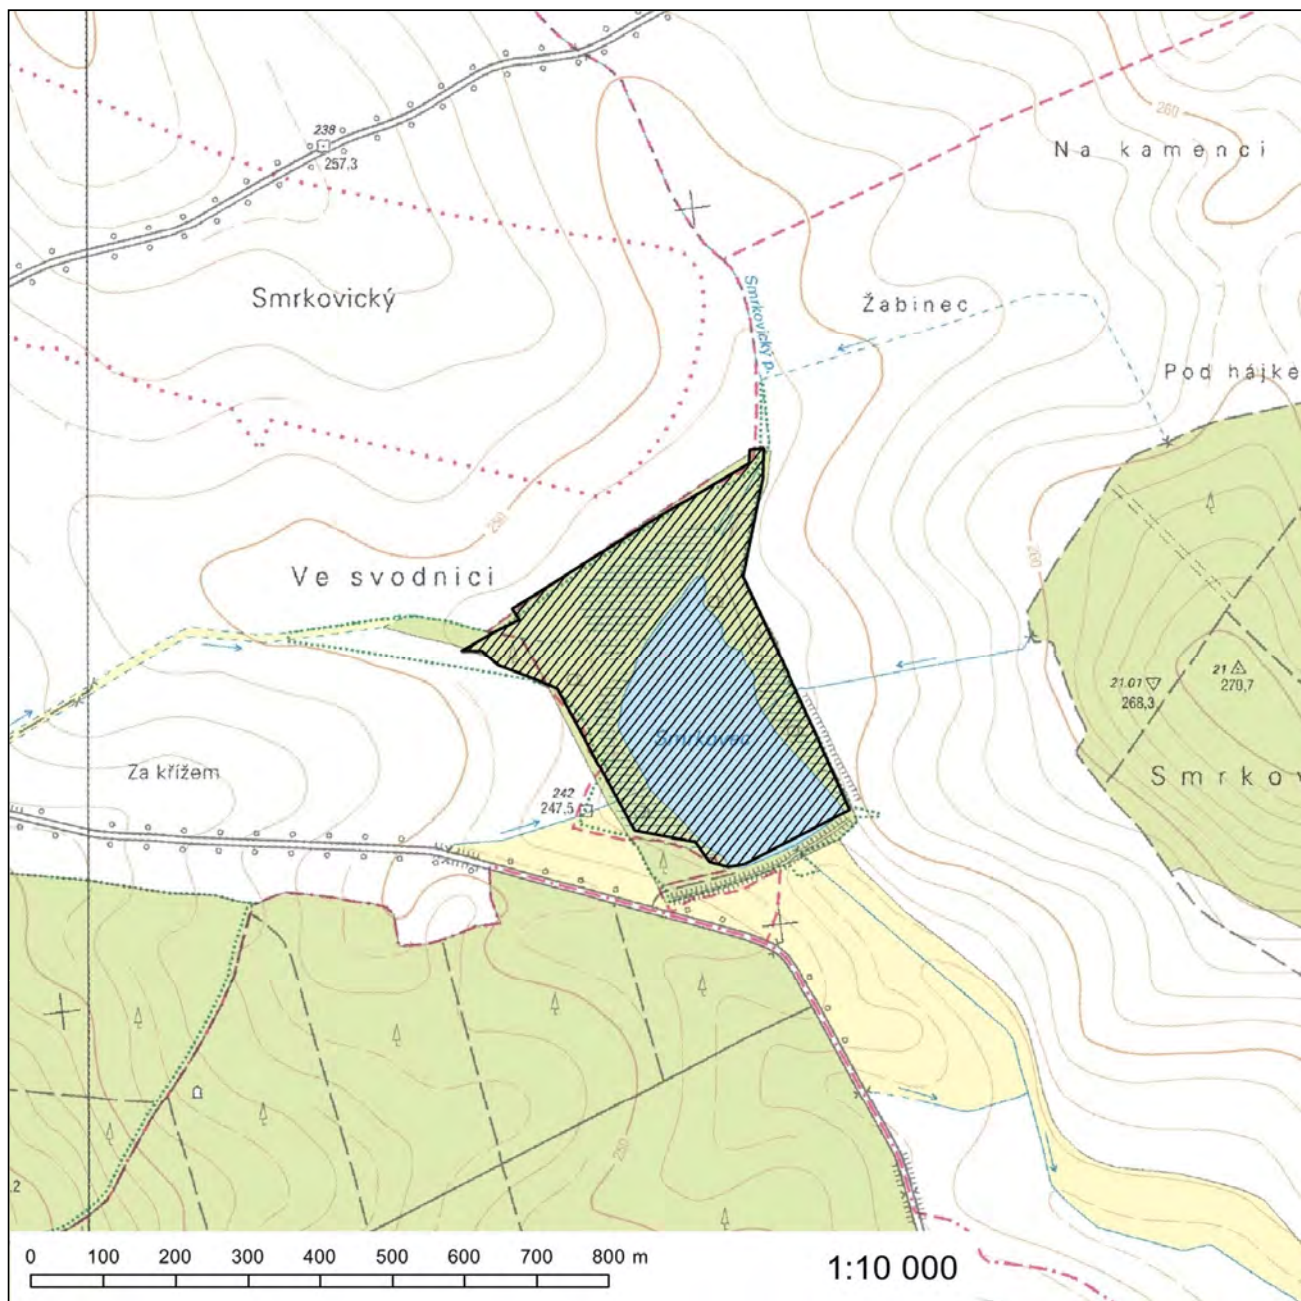 260
Na kamenci
238
257,3
Smrkovický
Smrkovický p.
Žabinec
Pod hájke
250
Ve svodnici
260
21.01
268,3
21
270,7
Smrkovec
Za křížem
Smrkov
242
247,5
250
2
0 100 200 300 400 500 600 700 800 m
1:10 000